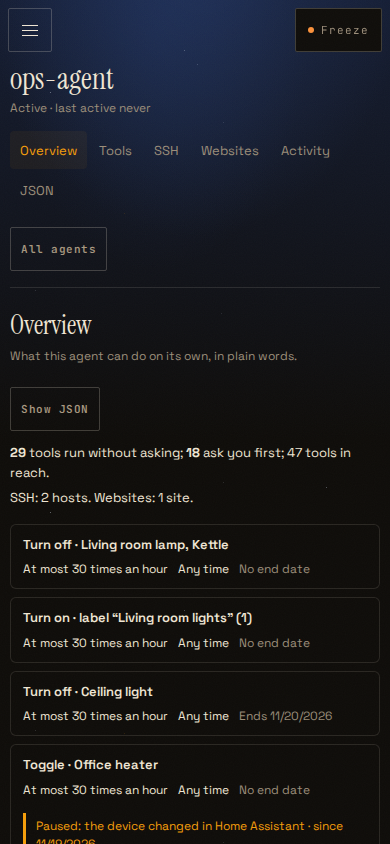 Freeze
ops-agent
Active · last active never
Overview Tools SSH Websites Activity
JSON
All agents
Overview
What this agent can do on its own, in plain words.
Show JSON
29 tools run without asking; 18 ask you first; 47 tools in
reach.
SSH: 2 hosts. Websites: 1 site.
Turn off · Living room lamp, Kettle
At most 30 times an hour Any time No end date
Turn on · label “Living room lights” (1)
At most 30 times an hour Any time No end date
Turn off · Ceiling light
At most 30 times an hour Any time Ends 11/20/2026
Toggle · Office heater
At most 30 times an hour Any time No end date
Paused: the device changed in Home Assistant · since
11/19/2026